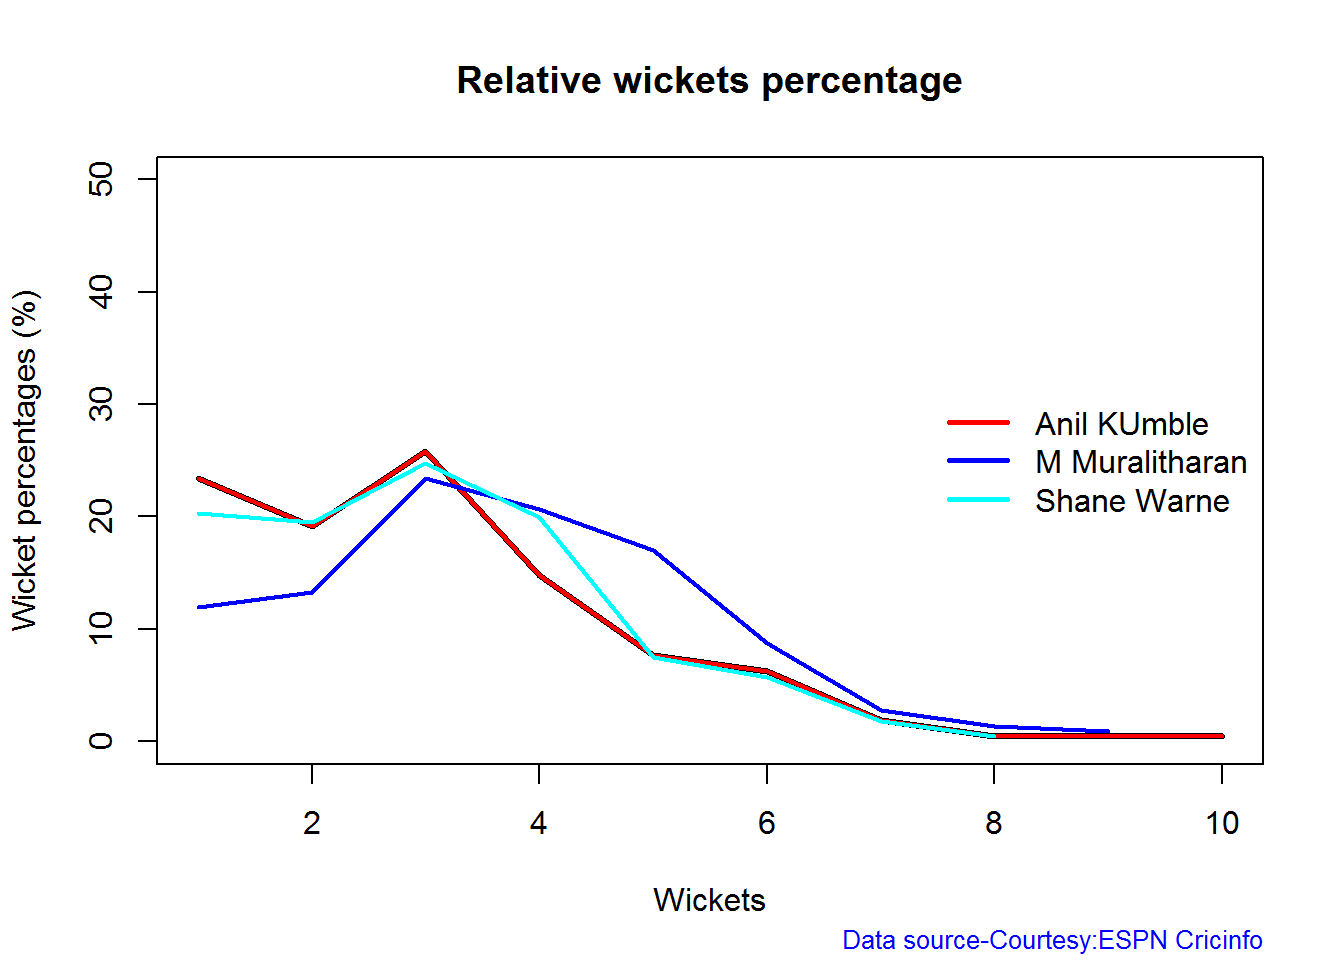 Relative wickets percentage
Wicket percentages (%)
50
40
30
20
10
0
Anil KUmble
M Muralitharan
Shane Warne
2 4 6 8 10
Wickets
Data source-Courtesy:ESPN Cricinfo